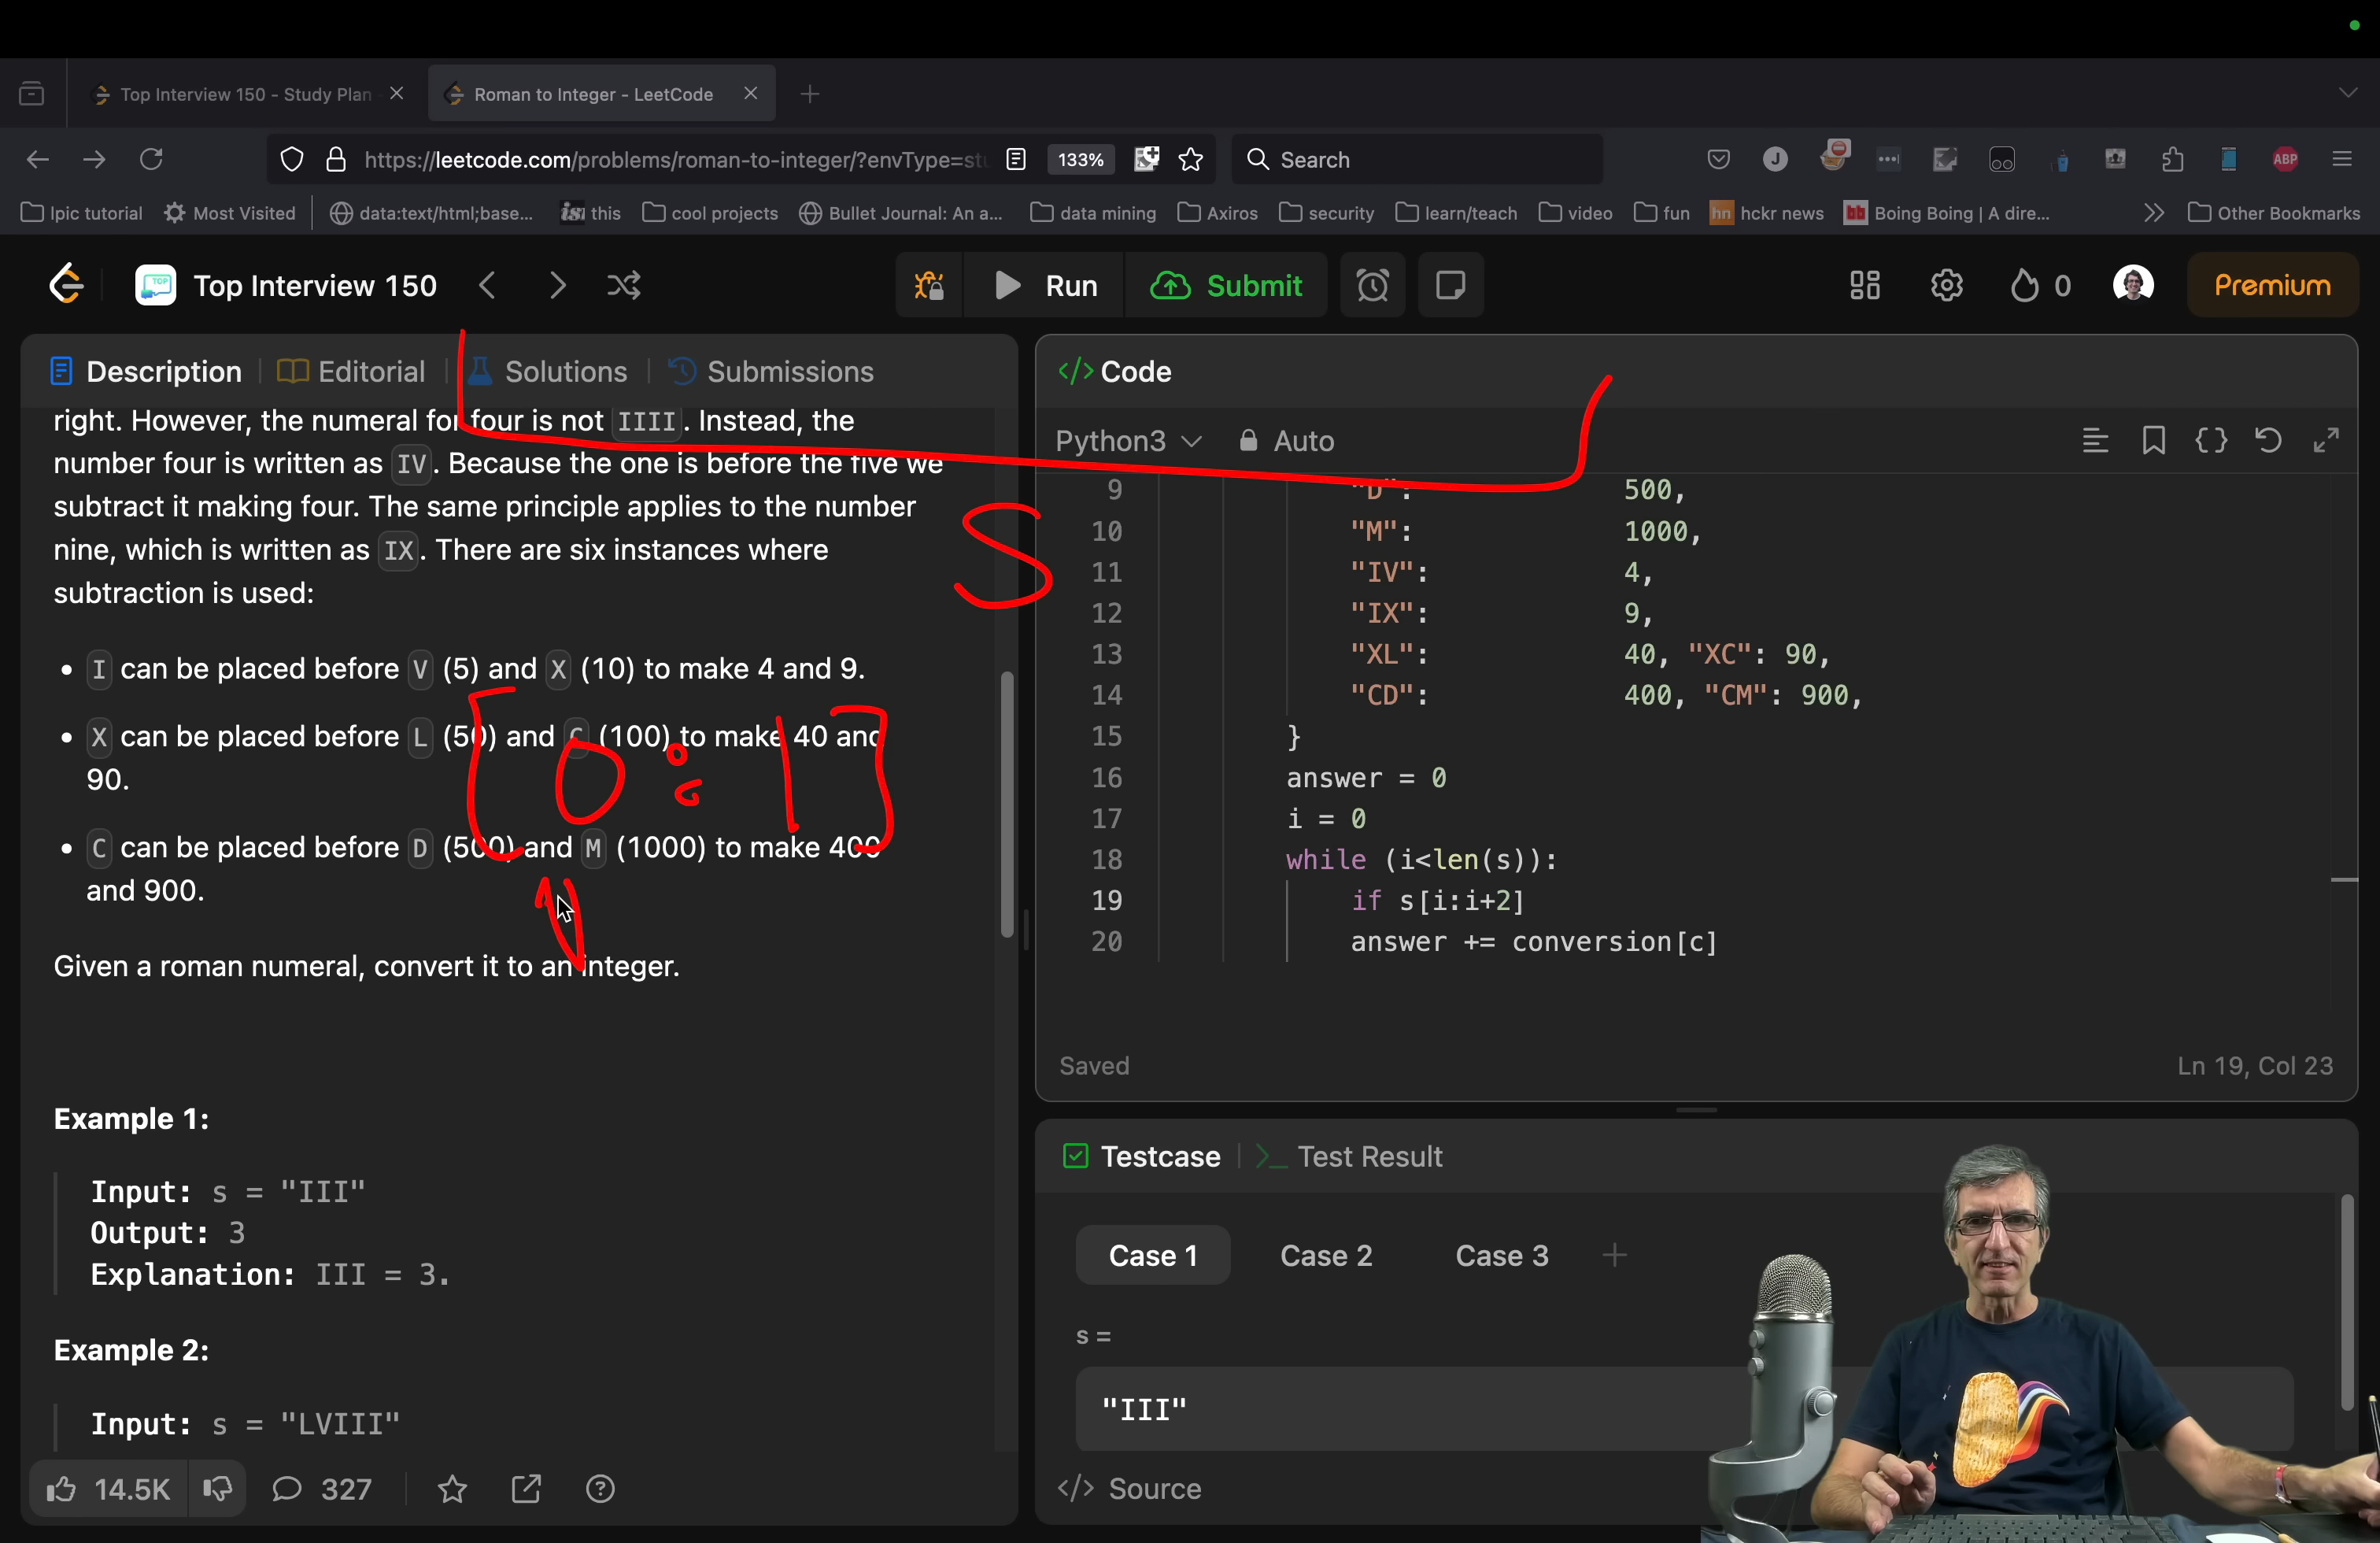 Top Interview 150 - Study Plan
Roman to Integer - LeetCode
https://leetcode.com/problems/roman-to-integer/?envType=stu
133%
Search
J
ABP
lpic tutorial
Most Visited
data:text/html;base...
this
cool projects
Bullet Journal: An a...
data mining
Axiros
security
learn/teach
video
fun
hn hckr news
bb Boing Boing | A dire...
Other Bookmarks
TOP
Top Interview 150
Run
Submit
0
Premium
Description
Editorial
Solutions
Submissions
right. However, the numeral for four is not IIII. Instead, the
number four is written as IV. Because the one is before the five we
subtract it making four. The same principle applies to the number
nine, which is written as IX. There are six instances where
subtraction is used:
I can be placed before V (5) and X (10) to make 4 and 9.
X can be placed before L (50) and C (100) to make 40 and
90.
C can be placed before D (500) and M (1000) to make 400
and 900.
S
[ 0 : 1 ]
Given a roman numeral, convert it to an integer.
Example 1:
Input: s = "III"
Output: 3
Explanation: III = 3.
Example 2:
Input: s = "LVIII"
14.5K
327
</> Code
Python3
Auto
9 "D": 500,
10 "M": 1000,
11 "IV": 4,
12 "IX": 9,
13 "XL": 40, "XC": 90,
14 "CD": 400, "CM": 900,
15 }
16 answer = 0
17 i = 0
18 while (i<len(s)):
19 if s[i:i+2]
20 answer += conversion[c]
Saved
Ln 19, Col 23
Testcase
Test Result
Case 1
Case 2
Case 3
s =
"III"
</> Source